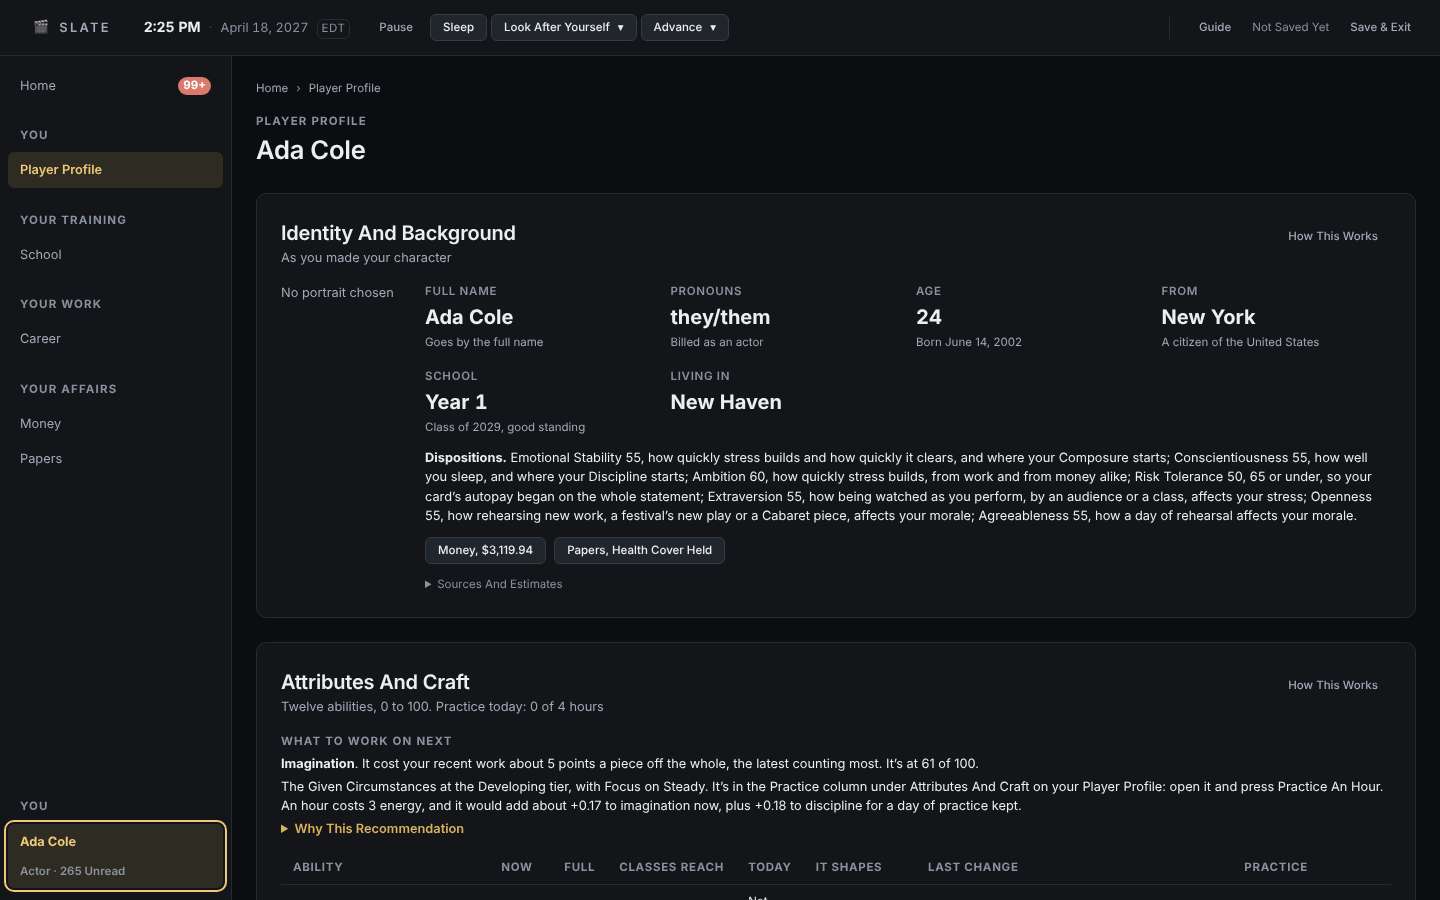 SLATE
2:25 PM · April 18, 2027 EDT
Pause
Sleep
Look After Yourself ▾
Advance ▾
Guide
Not Saved Yet
Save & Exit
Home
99+
YOU
Player Profile
YOUR TRAINING
School
YOUR WORK
Career
YOUR AFFAIRS
Money
Papers
YOU
Ada Cole
Actor · 265 Unread
Home › Player Profile
PLAYER PROFILE
Ada Cole
Identity And Background
How This Works
As you made your character
No portrait chosen
FULL NAME
Ada Cole
Goes by the full name
PRONOUNS
they/them
Billed as an actor
AGE
24
Born June 14, 2002
FROM
New York
A citizen of the United States
SCHOOL
Year 1
Class of 2029, good standing
LIVING IN
New Haven
Dispositions. Emotional Stability 55, how quickly stress builds and how quickly it clears, and where your Composure starts; Conscientiousness 55, how well
you sleep, and where your Discipline starts; Ambition 60, how quickly stress builds, from work and from money alike; Risk Tolerance 50, 65 or under, so your
card's autopay began on the whole statement; Extraversion 55, how being watched as you perform, by an audience or a class, affects your stress; Openness
55, how rehearsing new work, a festival's new play or a Cabaret piece, affects your morale; Agreeableness 55, how a day of rehearsal affects your morale.
Money, $3,119.94
Papers, Health Cover Held
▶ Sources And Estimates
Attributes And Craft
How This Works
Twelve abilities, 0 to 100. Practice today: 0 of 4 hours
WHAT TO WORK ON NEXT
Imagination. It cost your recent work about 5 points a piece off the whole, the latest counting most. It's at 61 of 100.
The Given Circumstances at the Developing tier, with Focus on Steady. It's in the Practice column under Attributes And Craft on your Player Profile: open it and press Practice An Hour.
An hour costs 3 energy, and it would add about +0.17 to imagination now, plus +0.18 to discipline for a day of practice kept.
▶ Why This Recommendation
ABILITY NOW FULL CLASSES REACH TODAY IT SHAPES LAST CHANGE PRACTICE